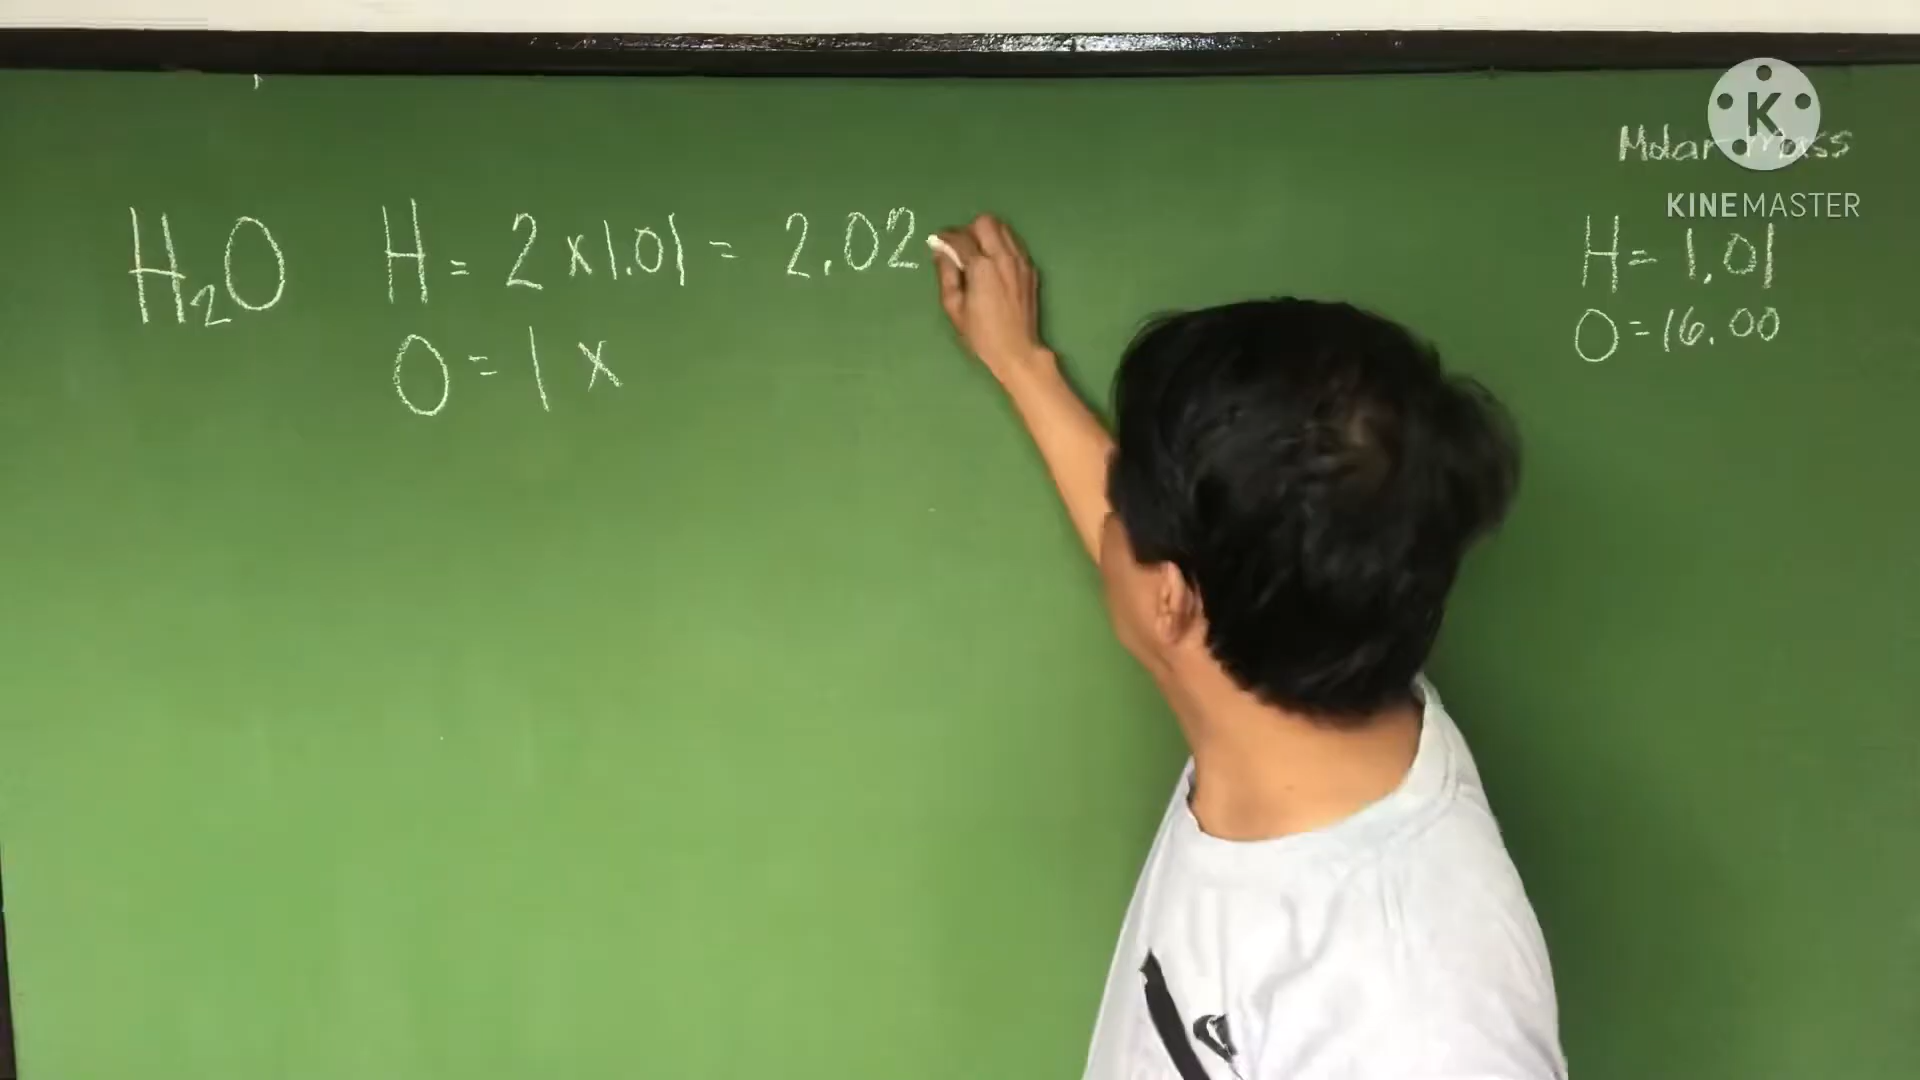 Molar Mass
K
KINEMASTER
H₂O H = 2 x 1.01 = 2.02
O = 1 x
H = 1.01
O = 16.00